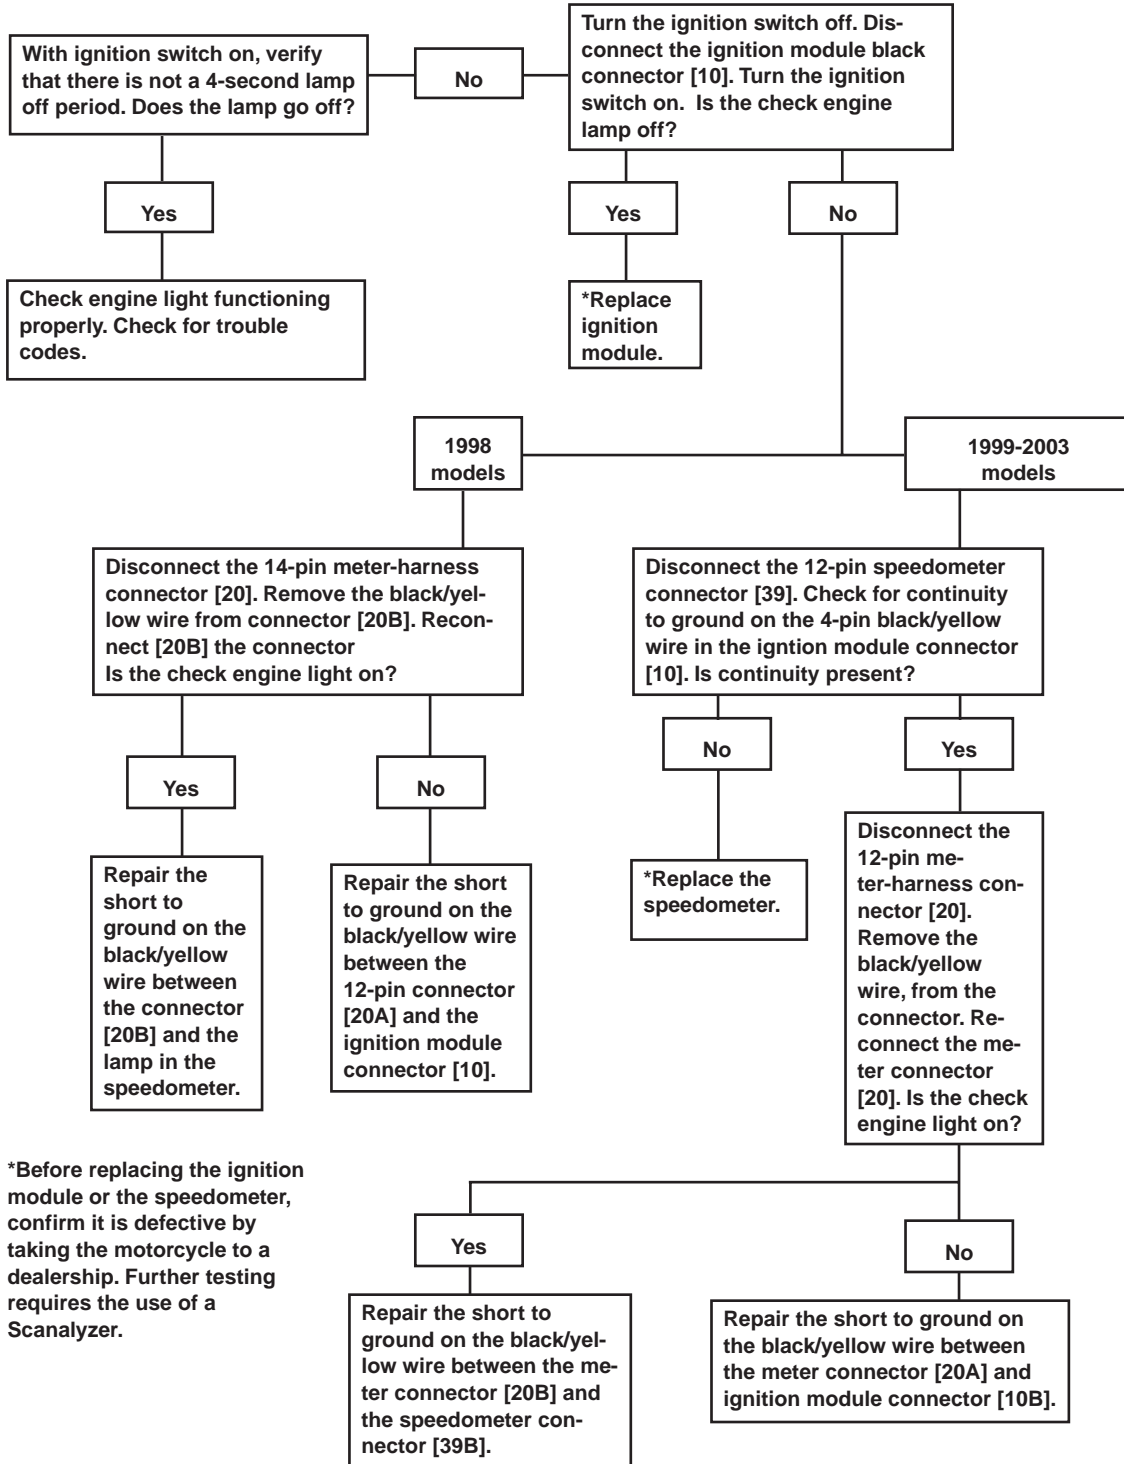 With ignition switch on, verify
that there is not a 4-second lamp
off period. Does the lamp go off?
No
Turn the ignition switch off. Dis-
connect the ignition module black
connector [10]. Turn the ignition
switch on.  Is the check engine
lamp off?
Yes
Yes
No
Check engine light functioning
properly. Check for trouble
codes.
*Replace
ignition
module.
1998
models
1999-2003
models
Disconnect the 14-pin meter-harness
connector [20]. Remove the black/yel-
low wire from connector [20B]. Recon-
nect [20B] the connector
Is the check engine light on?
Disconnect the 12-pin speedometer
connector [39]. Check for continuity
to ground on the 4-pin black/yellow
wire in the igntion module connector
[10]. Is continuity present?
Yes
No
No
Yes
Repair the
short to
ground on the
black/yellow
wire between
the connector
[20B] and the
lamp in the
speedometer.
Repair the short
to ground on the
black/yellow wire
between the
12-pin connector
[20A] and the
ignition module
connector [10].
*Replace the
speedometer.
Disconnect the
12-pin me-
ter-harness con-
nector [20].
Remove the
black/yellow
wire, from the
connector. Re-
connect the me-
ter connector
[20]. Is the check
engine light on?
*Before replacing the ignition
module or the speedometer,
confirm it is defective by
taking the motorcycle to a
dealership. Further testing
requires the use of a
Scanalyzer.
Yes
No
Repair the short to
ground on the black/yel-
low wire between the me-
ter connector [20B] and
the speedometer con-
nector [39B].
Repair the short to ground on
the black/yellow wire between
the meter connector [20A] and
ignition module connector [10B].